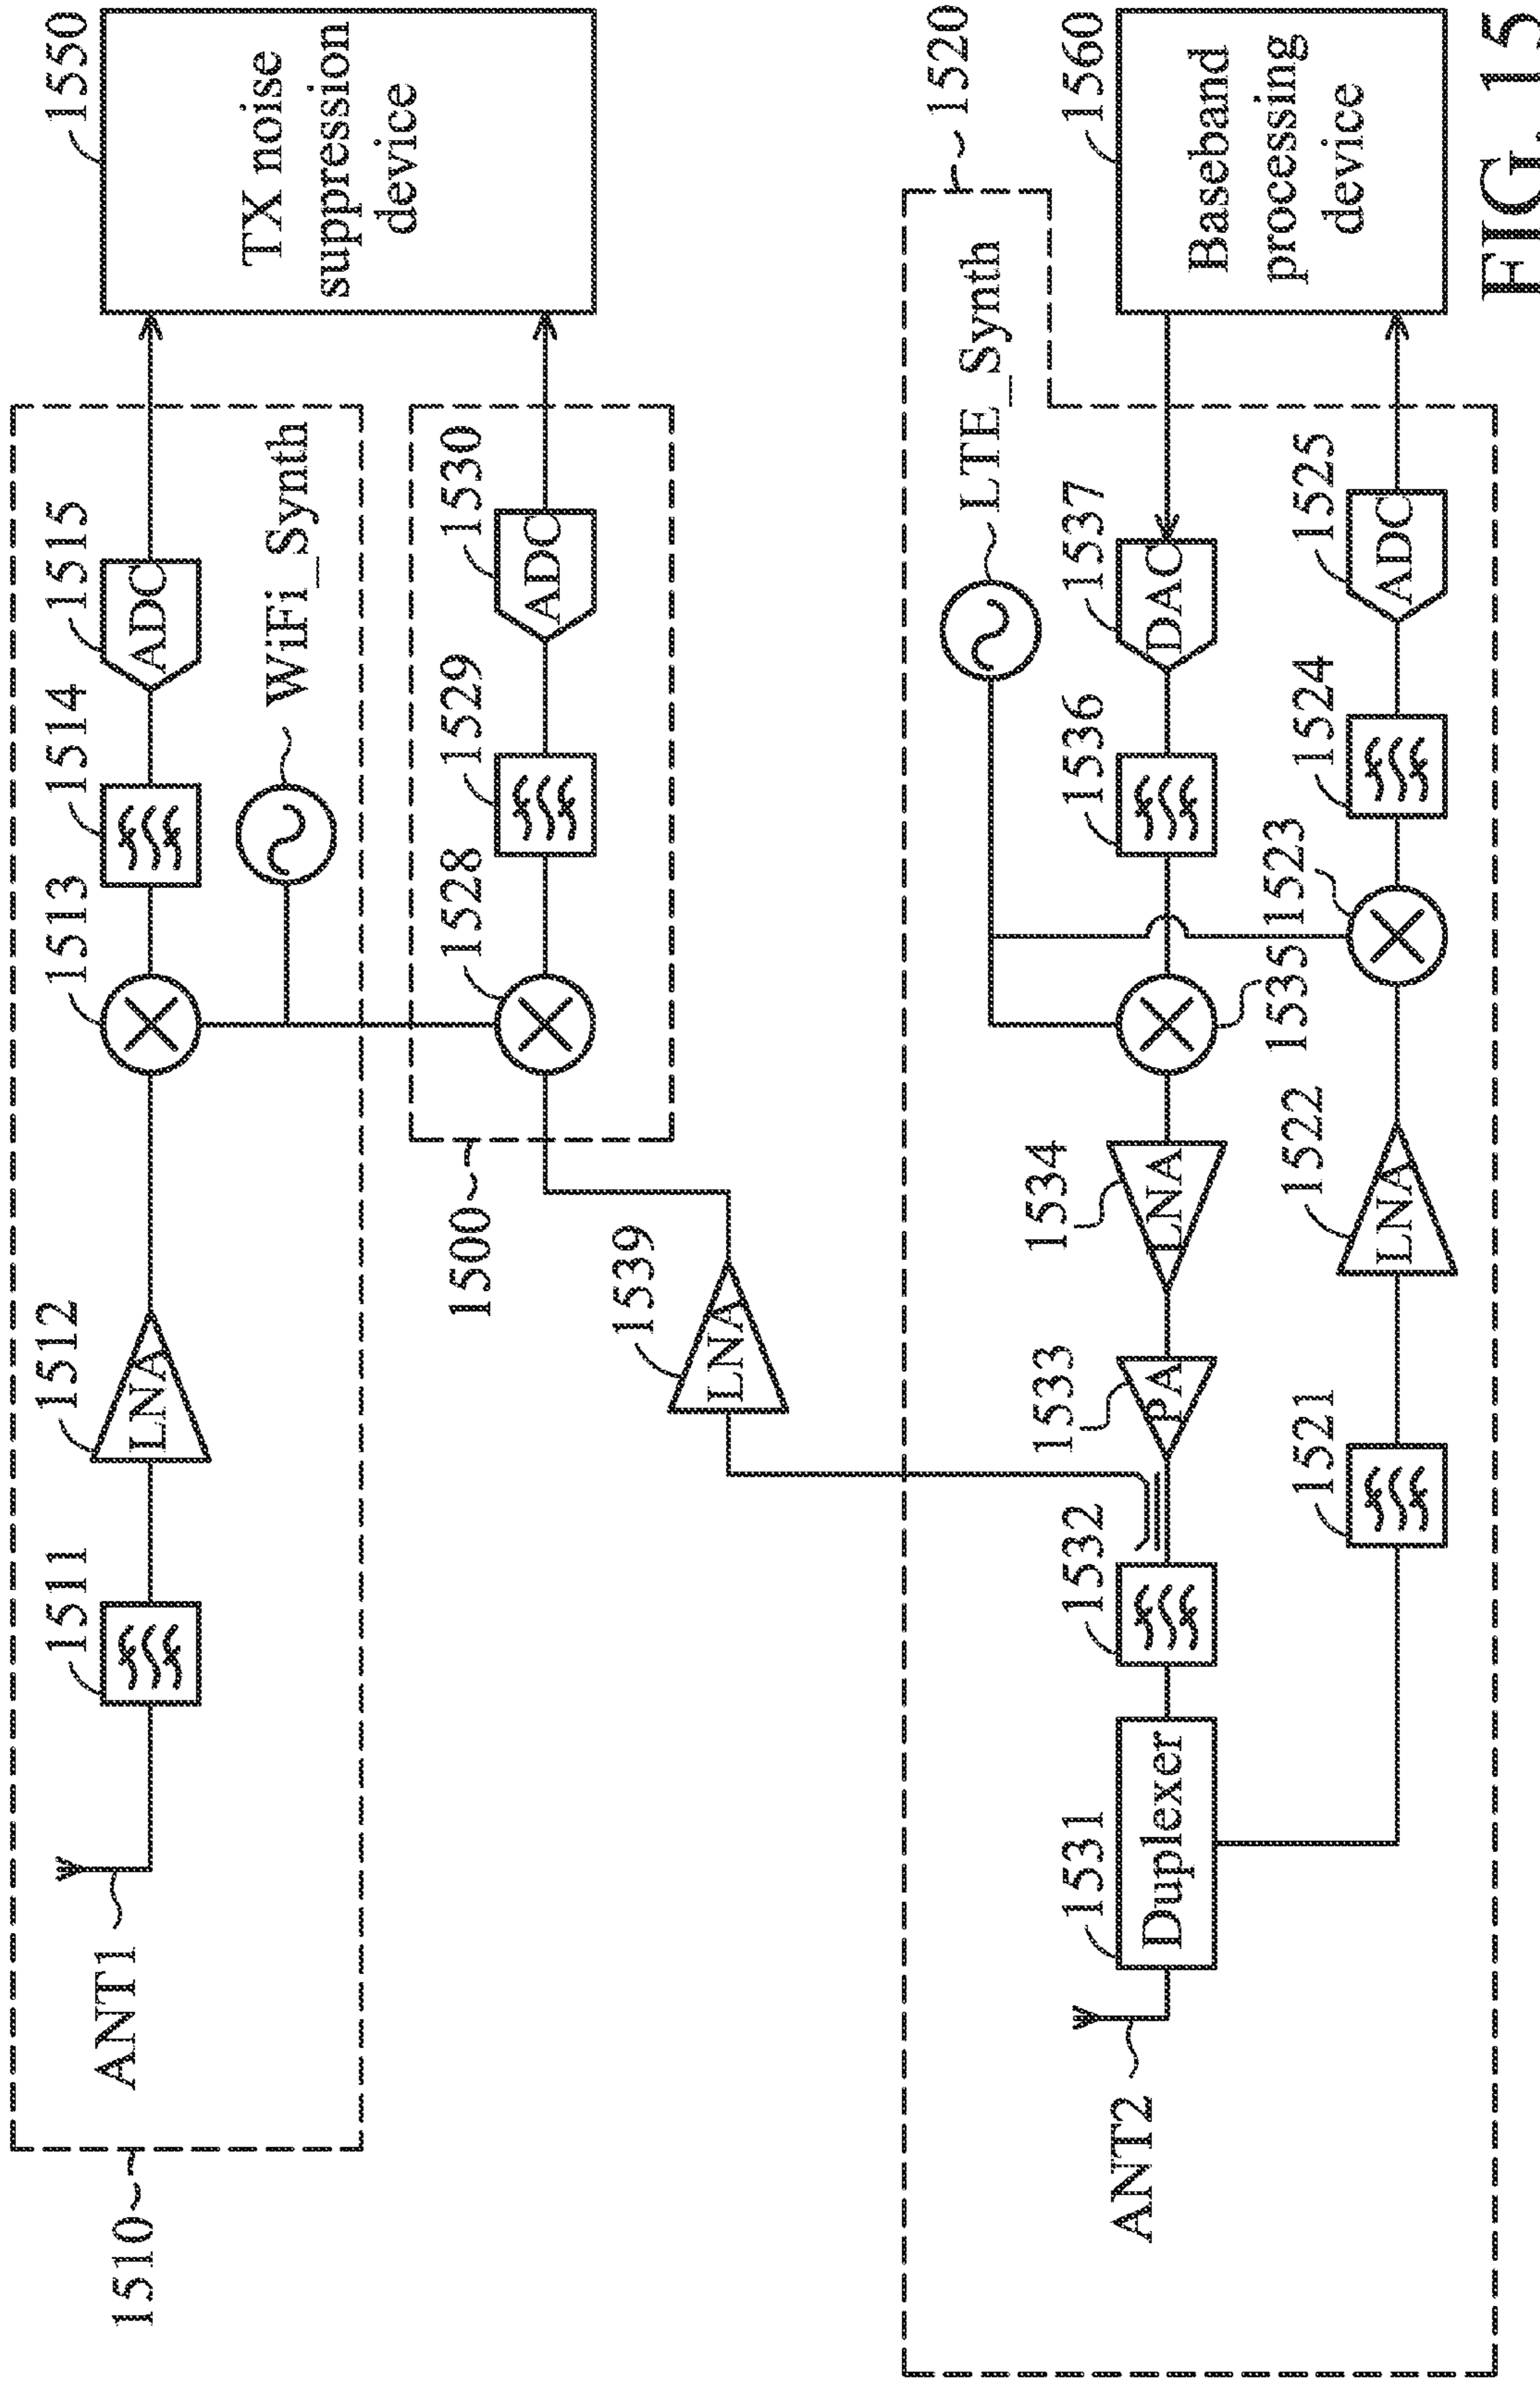 1510
ANT1
1511
1512
LNA
1513
1514
1515
ADC
WiFi_Synth
1550
TX noise
suppression
device
1500
1528
1529
1530
ADC
1539
LNA
1520
LTE_Synth
ANT2
1531
Duplexer
1532
1533
PA
1534
LNA
1535
1536
1537
DAC
1521
1522
LNA
1523
1524
1525
ADC
1560
Baseband
processing
device
FIG. 15